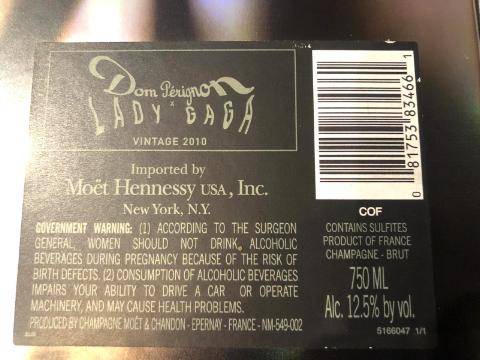 Dom Pérignon
x
LADY GAGA
VINTAGE 2010
Imported by
Moët Hennessy USA, Inc.
New York, N.Y.
GOVERNMENT WARNING: (1) ACCORDING TO THE SURGEON
GENERAL, WOMEN SHOULD NOT DRINK ALCOHOLIC
BEVERAGES DURING PREGNANCY BECAUSE OF THE RISK OF
BIRTH DEFECTS. (2) CONSUMPTION OF ALCOHOLIC BEVERAGES
IMPAIRS YOUR ABILITY TO DRIVE A CAR OR OPERATE
MACHINERY, AND MAY CAUSE HEALTH PROBLEMS.
PRODUCED BY CHAMPAGNE MOËT & CHANDON - EPERNAY - FRANCE - NM-549-002
0 81753 83466 1
COF
CONTAINS SULFITES
PRODUCT OF FRANCE
CHAMPAGNE - BRUT
750 ML
Alc. 12.5% by vol.
5166047 1/1